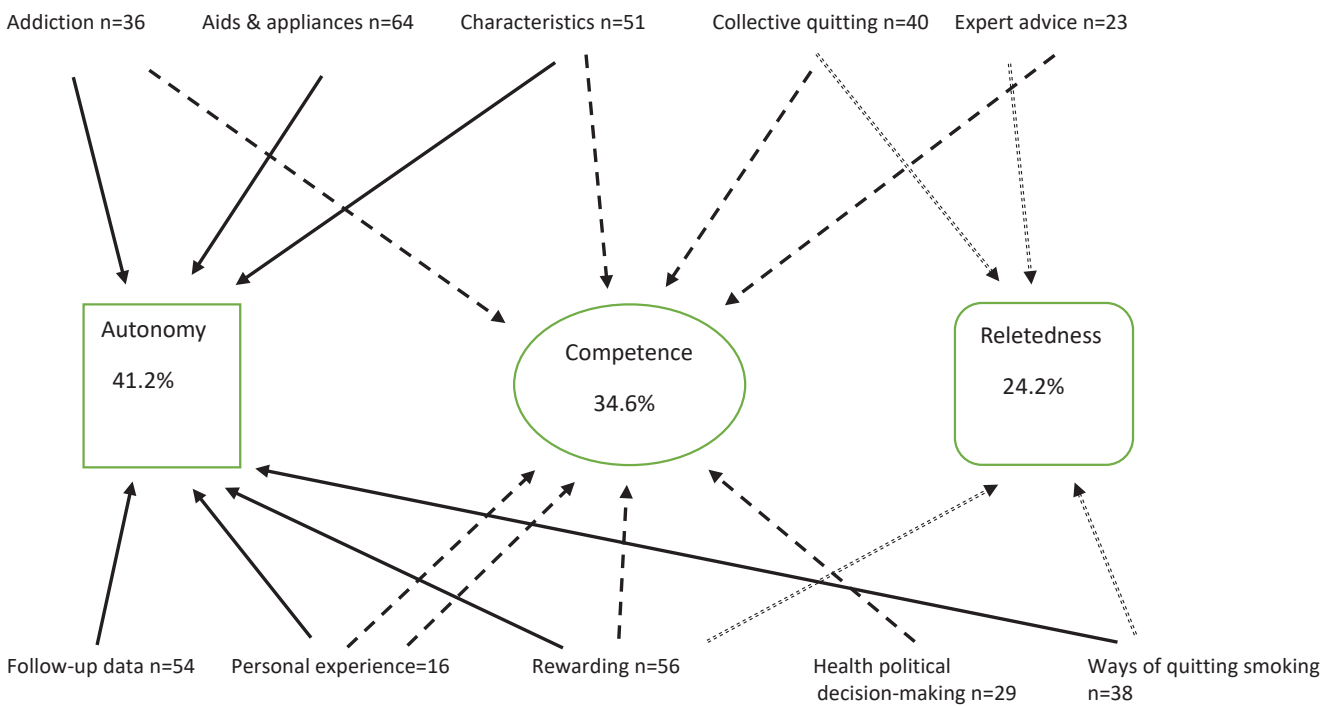 Addiction n=36
Aids & appliances n=64
Characteristics n=51
Collective quitting n=40
Expert advice n=23
Autonomy
41.2%
Competence
34.6%
Reletedness
24.2%
Follow-up data n=54
Personal experience=16
Rewarding n=56
Health political
decision-making n=29
Ways of quitting smoking
n=38